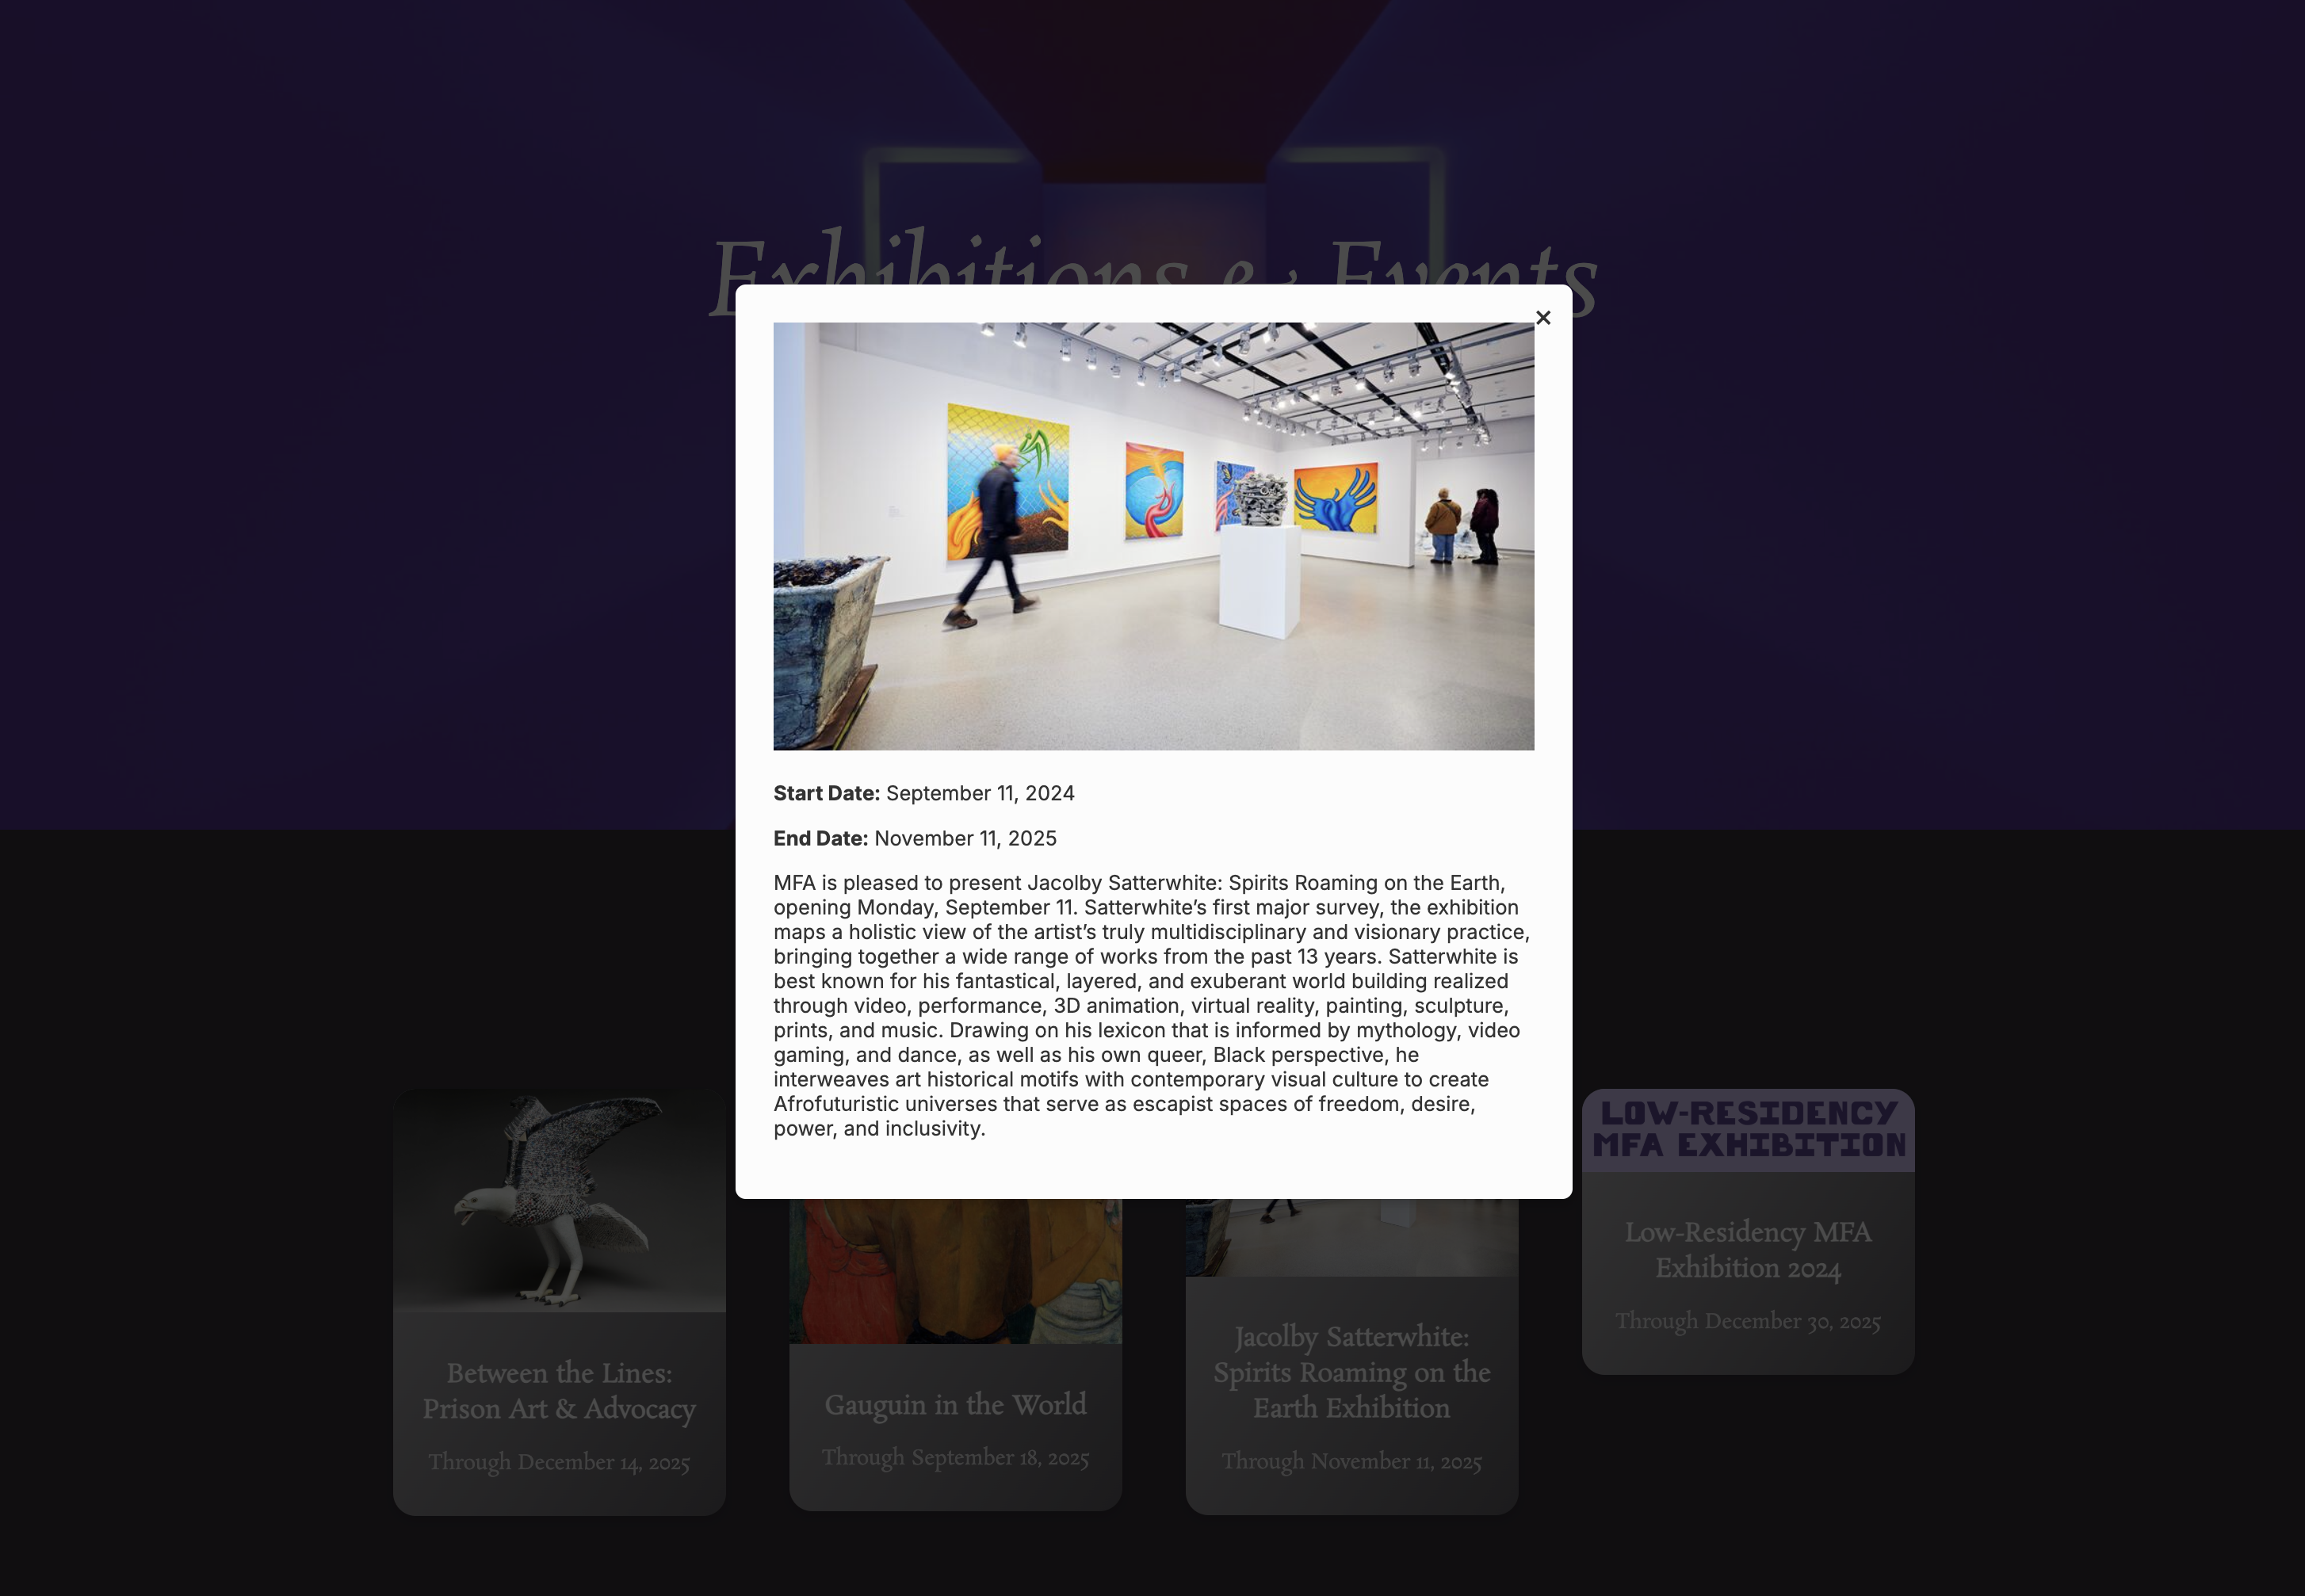 Exhibitions & Events
×
Start Date: September 11, 2024
End Date: November 11, 2025
MFA is pleased to present Jacolby Satterwhite: Spirits Roaming on the Earth,
opening Monday, September 11. Satterwhite’s first major survey, the exhibition
maps a holistic view of the artist’s truly multidisciplinary and visionary practice,
bringing together a wide range of works from the past 13 years. Satterwhite is
best known for his fantastical, layered, and exuberant world building realized
through video, performance, 3D animation, virtual reality, painting, sculpture,
prints, and music. Drawing on his lexicon that is informed by mythology, video
gaming, and dance, as well as his own queer, Black perspective, he
interweaves art historical motifs with contemporary visual culture to create
Afrofuturistic universes that serve as escapist spaces of freedom, desire,
power, and inclusivity.
Between the Lines:
Prison Art & Advocacy
Through December 14, 2025
Gauguin in the World
Through September 18, 2025
Jacolby Satterwhite:
Spirits Roaming on the
Earth Exhibition
Through November 11, 2025
LOW-RESIDENCY
MFA EXHIBITION
Low-Residency MFA
Exhibition 2024
Through December 30, 2025